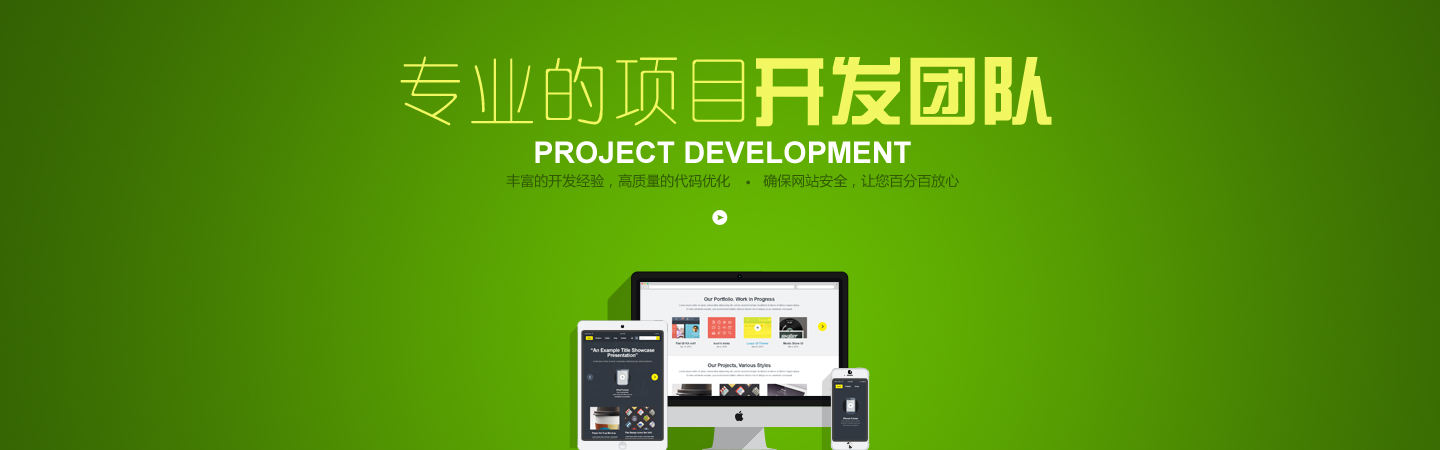 专业的项目开发团队
PROJECT DEVELOPMENT
丰富的开发经验，高质量的代码优化 • 确保网站安全，让您百分百放心
Our Portfolio. Work in Progress
Our Projects, Various Styles
"An Example Title Showcase
Presentation"